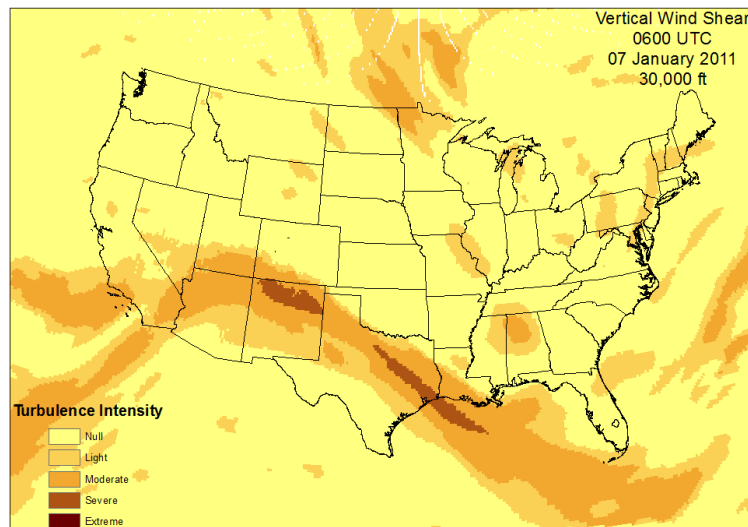 Vertical Wind Shear
0600 UTC
07 January 2011
30,000 ft
Turbulence Intensity
Null
Light
Moderate
Severe
Extreme